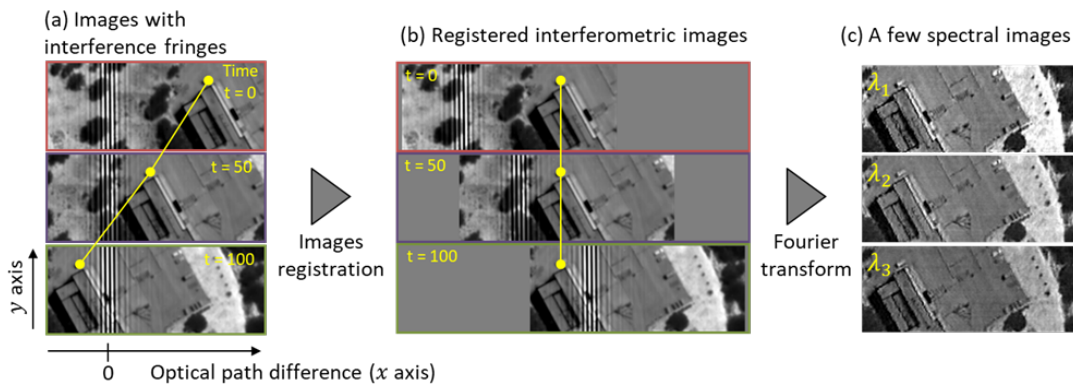 (a) Images with
interference fringes
Time
t = 0
t = 50
t = 100
y axis
0
Optical path difference (x axis)
Images
registration
(b) Registered interferometric images
t = 0
t = 50
t = 100
Fourier
transform
(c) A few spectral images
λ₁
λ₂
λ₃